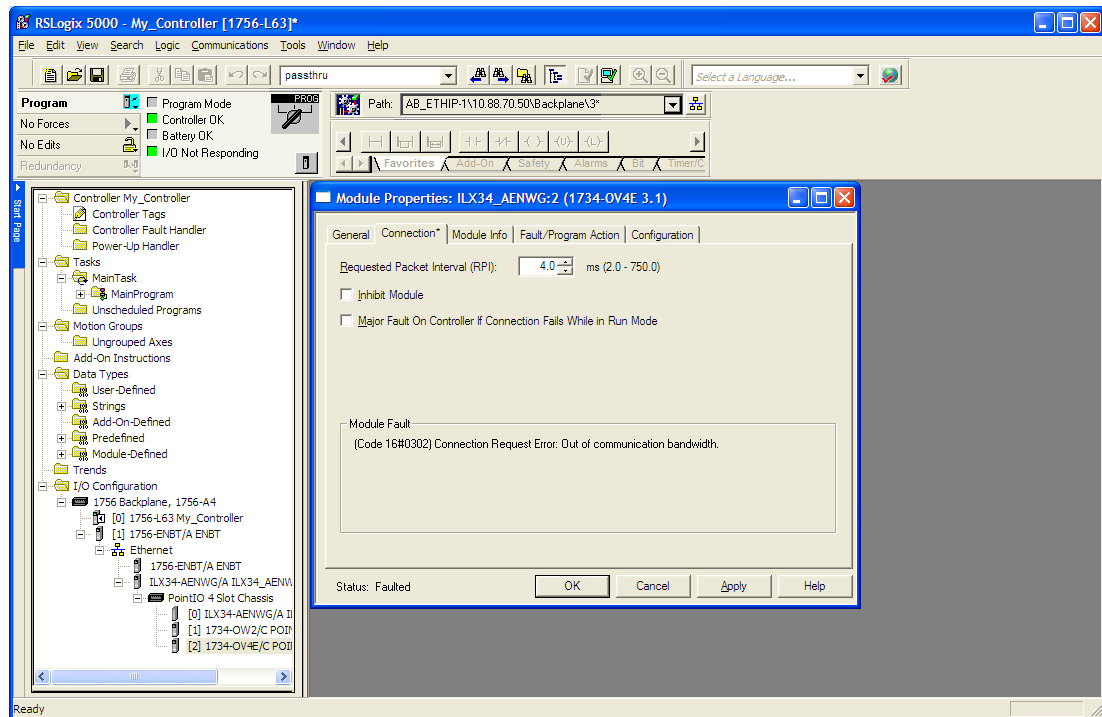 RSLogix 5000 - My_Controller [1756-L63]*
File Edit View Search Logic Communications Tools Window Help
passthru
Select a Language...
Program
Program Mode
PROG
Path: AB_ETHIP-1\10.88.70.50\Backplane\3*
No Forces
Controller OK
No Edits
Battery OK
Redundancy
I/O Not Responding
Favorites Add-On Safety Alarms Bit Timer/C
Start Page
Controller My_Controller
Controller Tags
Controller Fault Handler
Power-Up Handler
Tasks
MainTask
MainProgram
Unscheduled Programs
Motion Groups
Ungrouped Axes
Add-On Instructions
Data Types
User-Defined
Strings
Add-On-Defined
Predefined
Module-Defined
Trends
I/O Configuration
1756 Backplane, 1756-A4
[0] 1756-L63 My_Controller
[1] 1756-ENBT/A ENBT
Ethernet
1756-ENBT/A ENBT
ILX34-AENWG/A ILX34_AENW
PointIO 4 Slot Chassis
[0] ILX34-AENWG/A IL
[1] 1734-OW2/C POIN
[2] 1734-OV4E/C POI
Module Properties: ILX34_AENWG:2 (1734-OV4E 3.1)
General Connection* Module Info Fault/Program Action Configuration
Requested Packet Interval (RPI): 4.0 ms (2.0 - 750.0)
Inhibit Module
Major Fault On Controller If Connection Fails While in Run Mode
Module Fault
(Code 16#0302) Connection Request Error: Out of communication bandwidth.
Status: Faulted
OK Cancel Apply Help
Ready